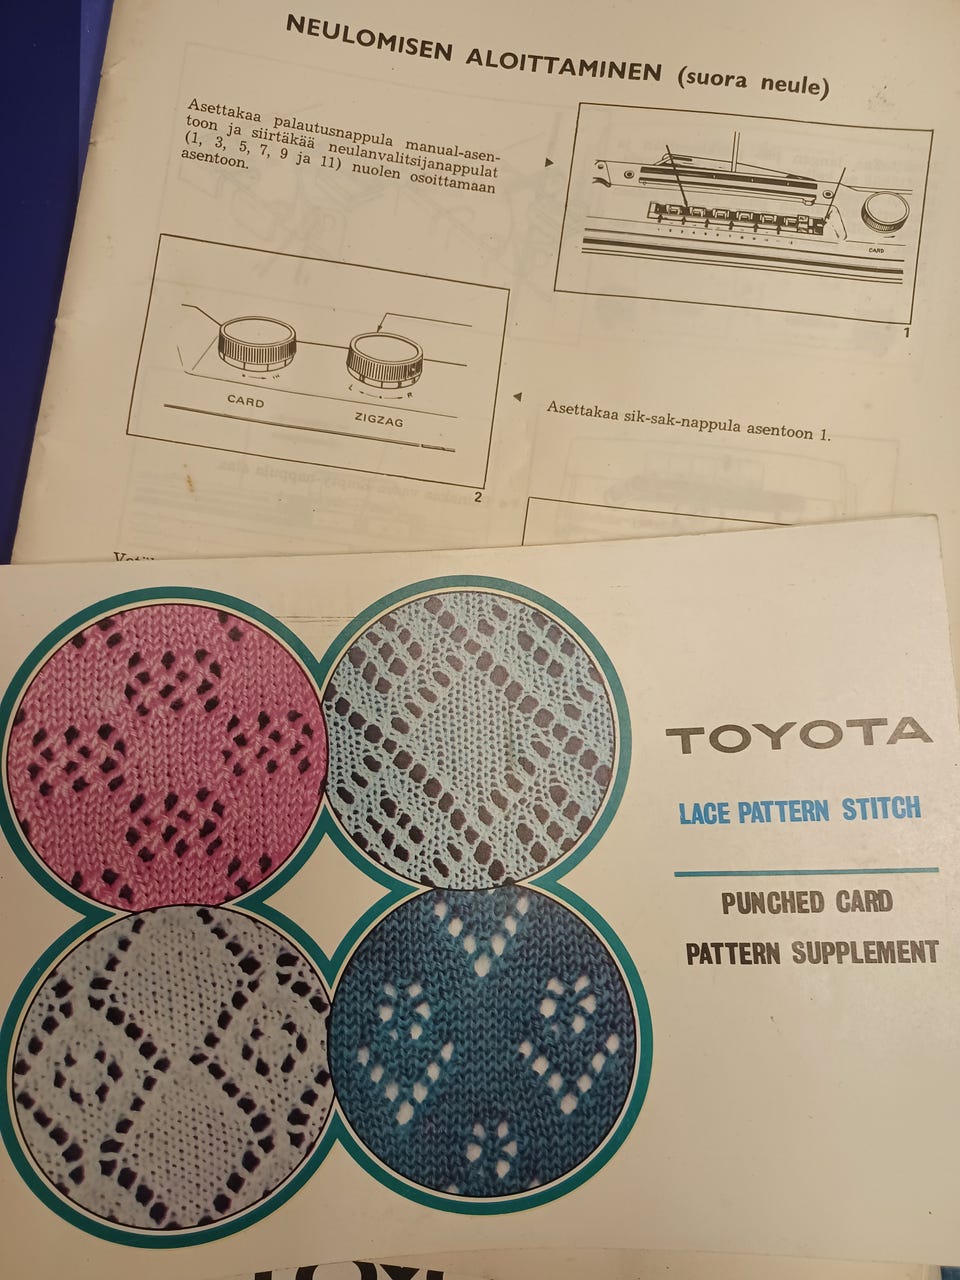 NEULOMISEN ALOITTAMINEN (suora neule)
Asettakaa palautusnappula manual-asen-
toon ja siirtäkää neulanvalitsijanappulat
(1, 3, 5, 7, 9 ja 11) nuolen osoittamaan
asentoon.
CARD
1
CARD
ZIGZAG
L
R
2
Asettakaa sik-sak-nappula asentoon 1.
TOYOTA
LACE PATTERN STITCH
PUNCHED CARD
PATTERN SUPPLEMENT